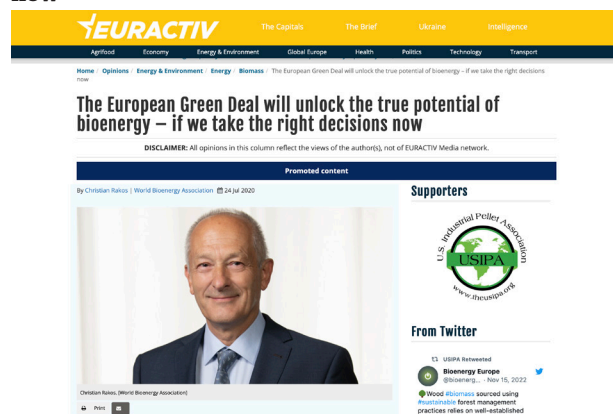 EURACTIV
The Capitals
The Brief
Ukraine
Intelligence
Agrifood
Economy
Energy & Environment
Global Europe
Health
Politics
Technology
Transport
Home / Opinions / Energy & Environment / Energy / Biomass / The European Green Deal will unlock the true potential of bioenergy – if we take the right decisions
now
The European Green Deal will unlock the true potential of
bioenergy – if we take the right decisions now
DISCLAIMER: All opinions in this column reflect the views of the author(s), not of EURACTIV Media network.
Promoted content
By Christian Rakos | World Bioenergy Association 24 Jul 2020
Christian Rakos, [World Bioenergy Association]
Print
Supporters
U.S. Industrial Pellet Association
USIPA
www.theusipa.org
From Twitter
USIPA Retweeted
Bioenergy Europe
@bioenerg... · Nov 15, 2022
Wood #biomass sourced using
#sustainable forest management
practices relies on well-established